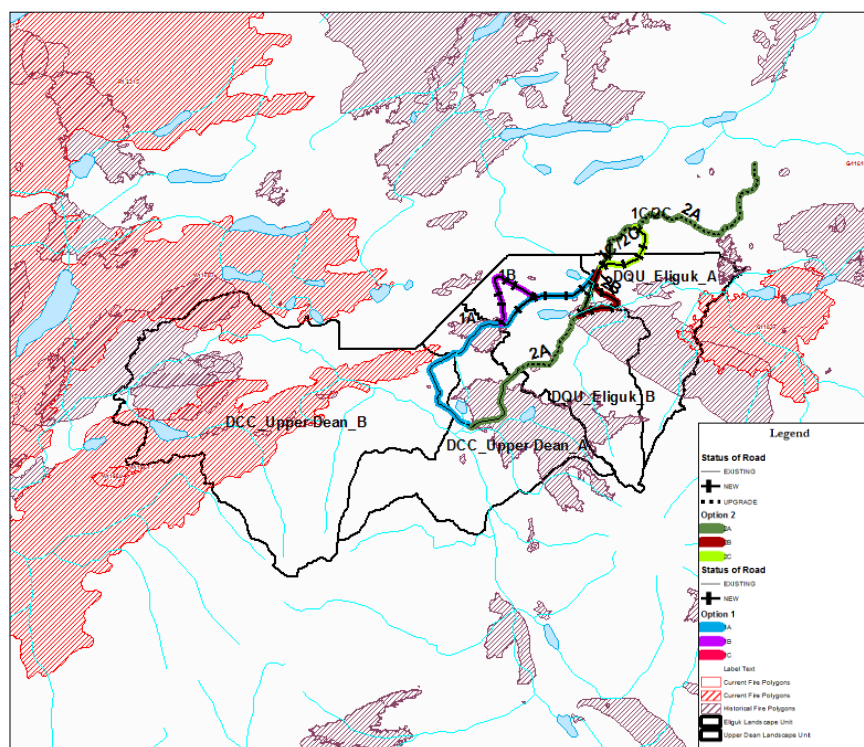 2A
1C
DQU_Eliguk_A
1B
2B
1A
2A
DQU_Eliguk_B
DCC_Upper-Dean_B
DCC_Upper-Dean_A
Legend
Status of Road
EXISTING
NEW
UPGRADE
Option 2
2A
2B
2C
Status of Road
EXISTING
NEW
Option 1
1A
1B
1C
Label Text
Current Fire Polygons
Current Fire Polygons
Historical Fire Polygons
Eliguk Landscape Unit
Upper Dean Landscape Unit